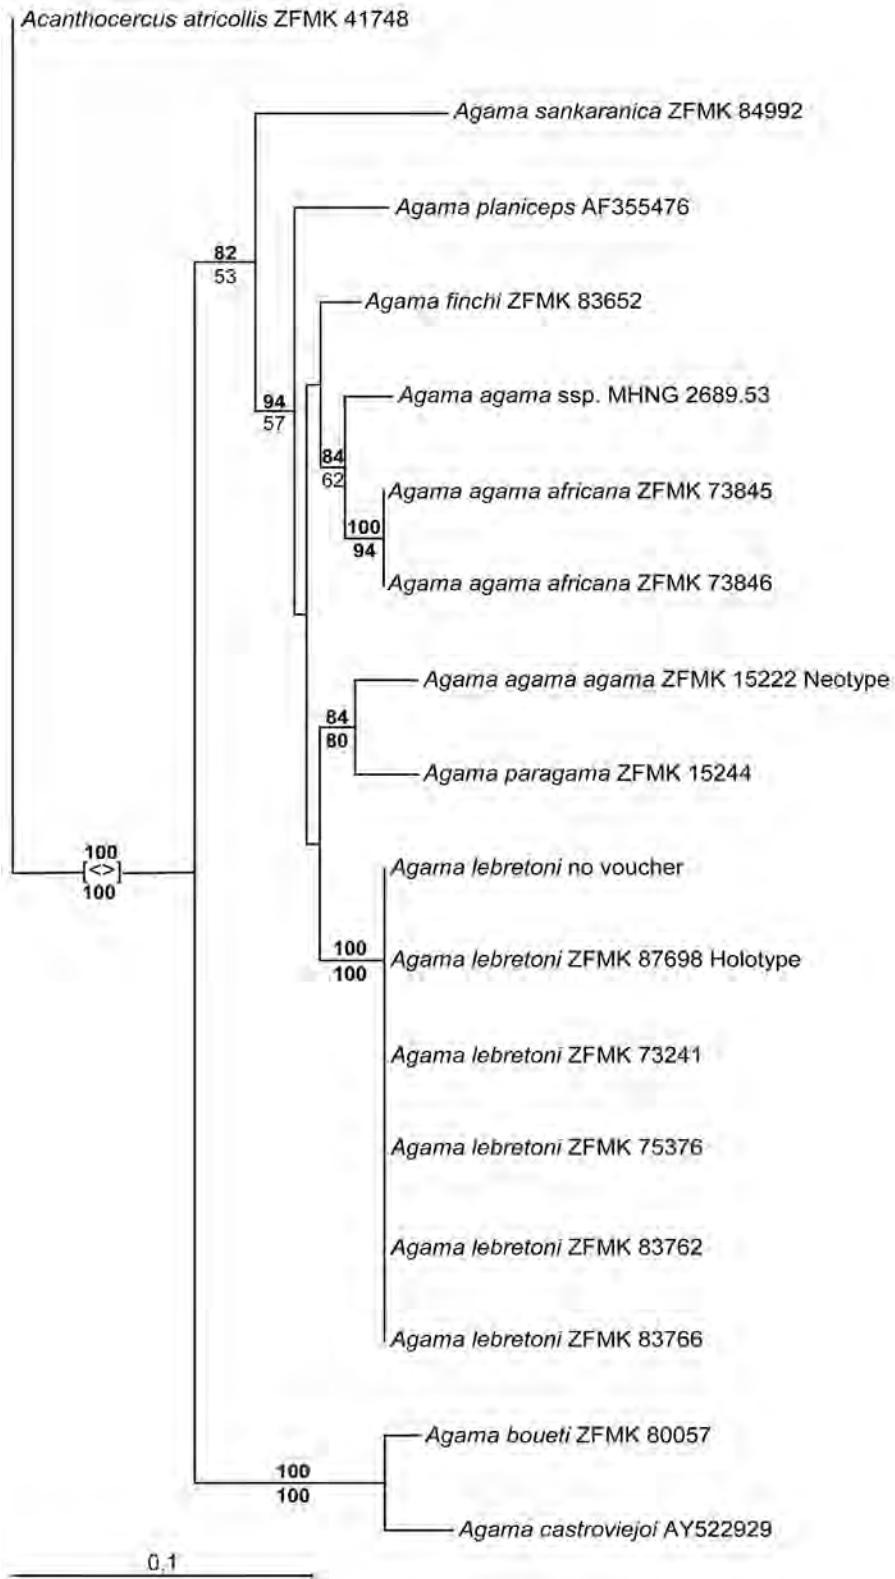 Acanthocercus atricollis ZFMK 41748
Agama sankaranica ZFMK 84992
Agama planiceps AF355476
82
53
Agama finchi ZFMK 83652
Agama agama ssp. MHNG 2689.53
94
57
84
62
Agama agama africana ZFMK 73845
100
94
Agama agama africana ZFMK 73846
Agama agama agama ZFMK 15222 Neotype
84
80
Agama paragama ZFMK 15244
100
[<>]
100
Agama lebretoni no voucher
100
100
Agama lebretoni ZFMK 87698 Holotype
Agama lebretoni ZFMK 73241
Agama lebretoni ZFMK 75376
Agama lebretoni ZFMK 83762
Agama lebretoni ZFMK 83766
Agama boueti ZFMK 80057
100
100
Agama castroviejoi AY522929
0,1